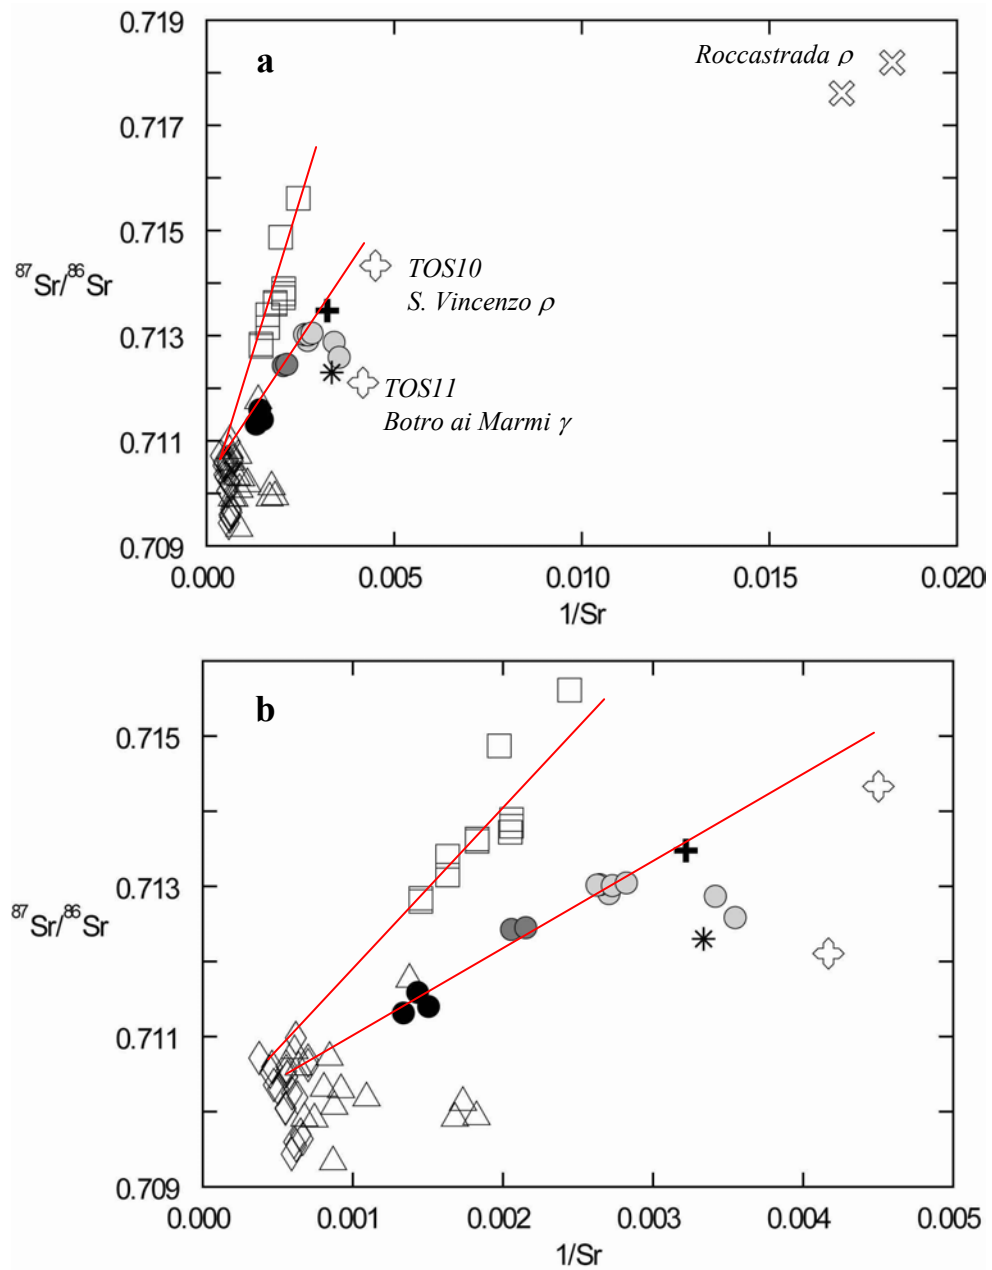 0.719
a
Roccastrada ρ
0.717
0.715
⁸⁷Sr/⁸⁶Sr
TOS10
S. Vincenzo ρ
0.713
TOS11
Botro ai Marmi γ
0.711
0.709
0.000 0.005 0.010 0.015 0.020
1/Sr
b
0.715
0.713
⁸⁷Sr/⁸⁶Sr
0.711
0.709
0.000 0.001 0.002 0.003 0.004 0.005
1/Sr